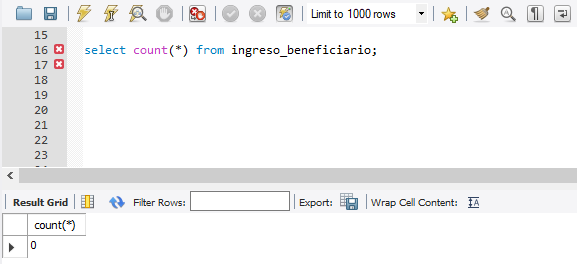 Limit to 1000 rows
15
16 select count(*) from ingreso_beneficiario;
17
18
19
20
21
22
23
Result Grid Filter Rows: Export: Wrap Cell Content: IA
count(*)
0